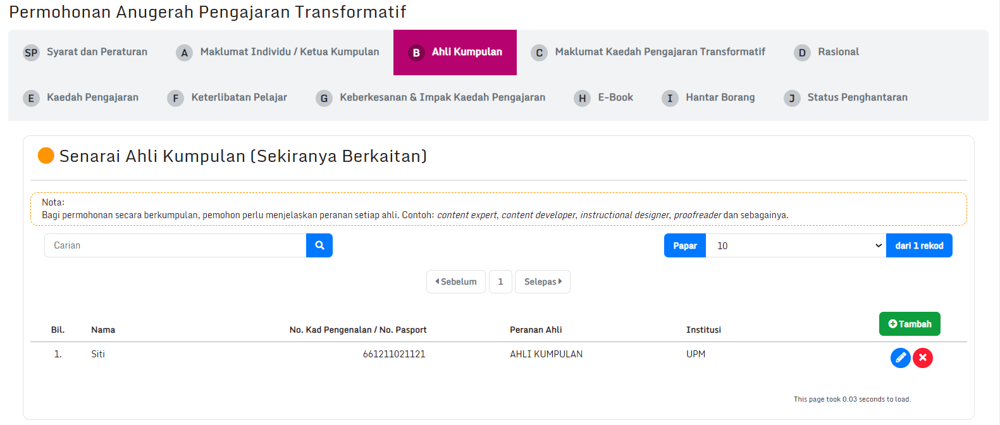 Permohonan Anugerah Pengajaran Transformatif
SP Syarat dan Peraturan A Maklumat Individu / Ketua Kumpulan B Ahli Kumpulan C Maklumat Kaedah Pengajaran Transformatif D Rasional
E Kaedah Pengajaran F Keterlibatan Pelajar G Keberkesanan & Impak Kaedah Pengajaran H E-Book I Hantar Borang J Status Penghantaran
Senarai Ahli Kumpulan (Sekiranya Berkaitan)
Nota:
Bagi permohonan secara berkumpulan, pemohon perlu menjelaskan peranan setiap ahli. Contoh: content expert, content developer, instructional designer, proofreader dan sebagainya.
Carian Papar 10 dari 1 rekod
Sebelum 1 Selepas
Bil. Nama No. Kad Pengenalan / No. Pasport Peranan Ahli Institusi Tambah
1. Siti 661211021121 AHLI KUMPULAN UPM
This page took 0.03 seconds to load.